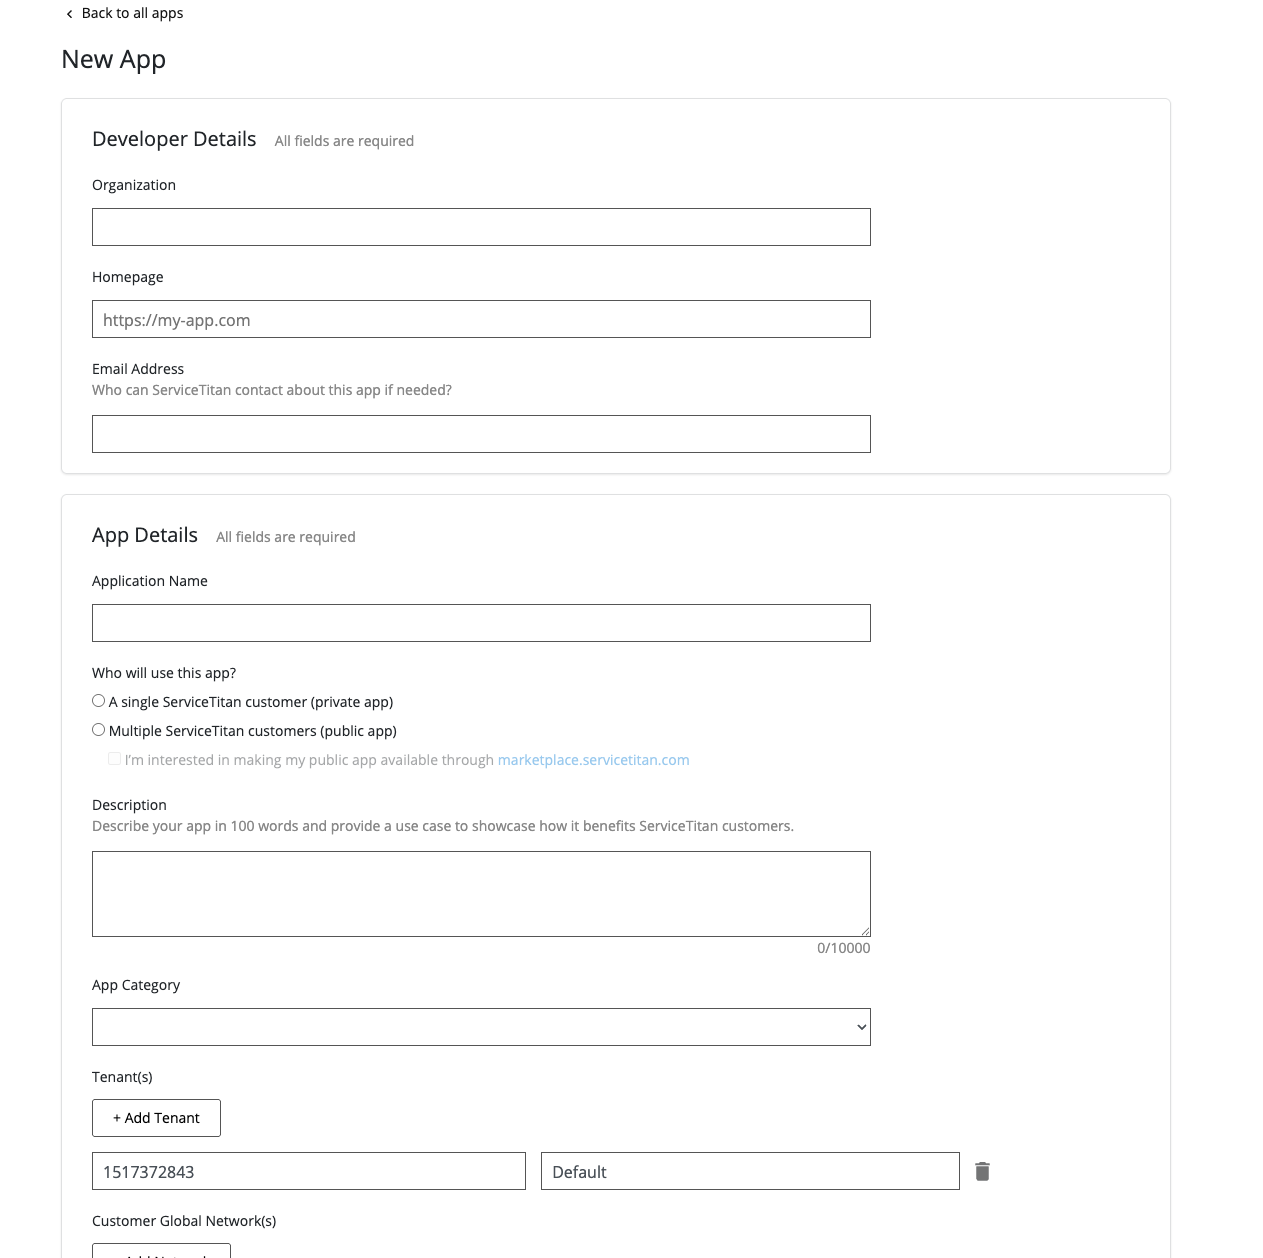 Back to all apps
New App
Developer Details All fields are required
Organization
Homepage
https://my-app.com
Email Address
Who can ServiceTitan contact about this app if needed?
App Details All fields are required
Application Name
Who will use this app?
A single ServiceTitan customer (private app)
Multiple ServiceTitan customers (public app)
I'm interested in making my public app available through marketplace.servicetitan.com
Description
Describe your app in 100 words and provide a use case to showcase how it benefits ServiceTitan customers.
0/10000
App Category
Tenant(s)
+ Add Tenant
1517372843 Default
Customer Global Network(s)